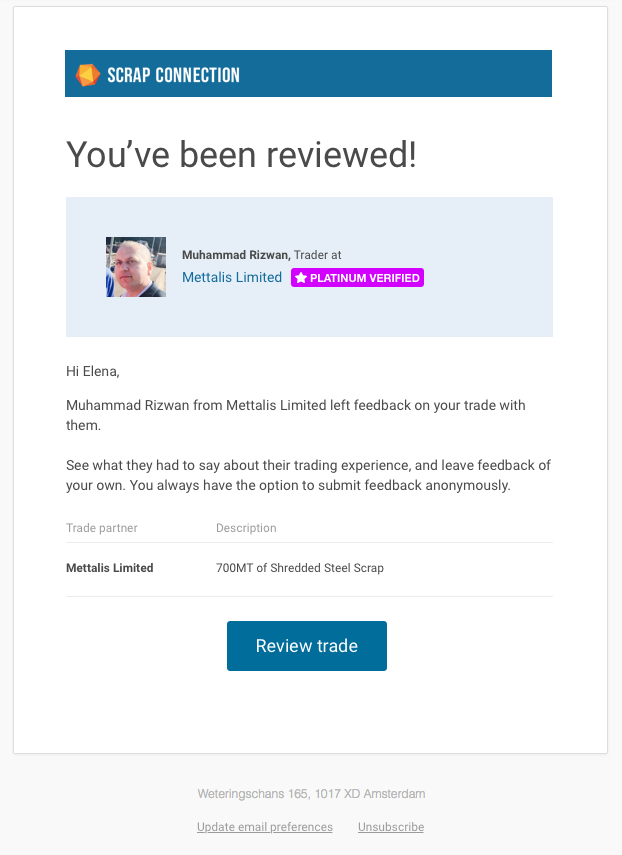 SCRAP CONNECTION
You’ve been reviewed!
Muhammad Rizwan, Trader at
Mettalis Limited PLATINUM VERIFIED
Hi Elena,
Muhammad Rizwan from Mettalis Limited left feedback on your trade with
them.
See what they had to say about their trading experience, and leave feedback of
your own. You always have the option to submit feedback anonymously.
Trade partner Description
Mettalis Limited 700MT of Shredded Steel Scrap
Review trade
Weteringschans 165, 1017 XD Amsterdam
Update email preferences Unsubscribe